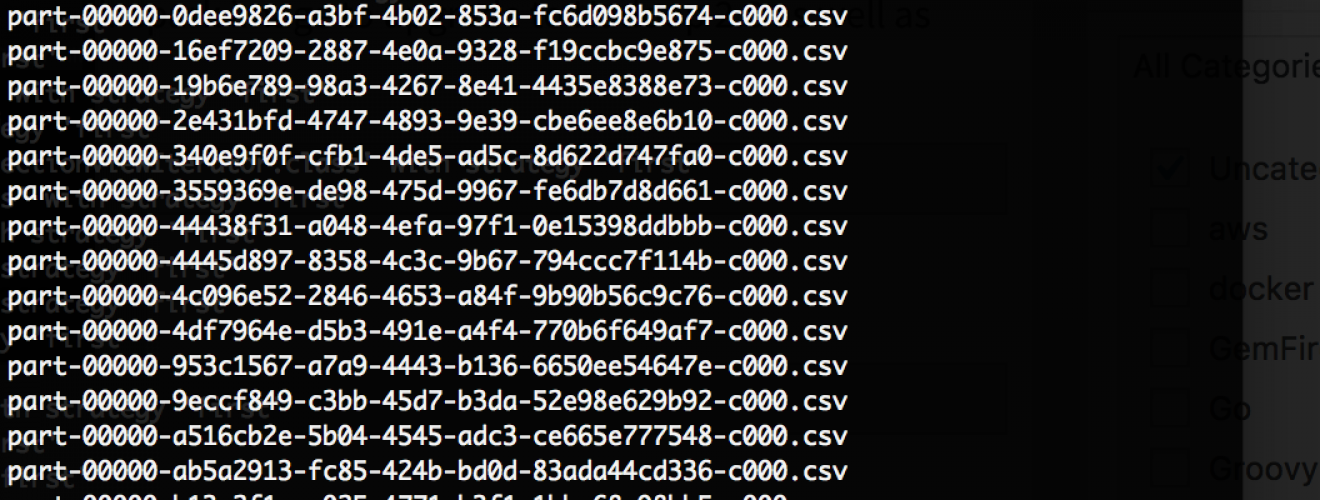 part-00000-0dee9826-a3bf-4b02-853a-fc6d098b5674-c000.csv
part-00000-16ef7209-2887-4e0a-9328-f19ccbc9e875-c000.csv
part-00000-19b6e789-98a3-4267-8e41-4435e8388e73-c000.csv
part-00000-2e431bfd-4747-4893-9e39-cbe6ee8e6b10-c000.csv
part-00000-340e9f0f-cfb1-4de5-ad5c-8d622d747fa0-c000.csv
part-00000-3559369e-de98-475d-9967-fe6db7d8d661-c000.csv
part-00000-44438f31-a048-4efa-97f1-0e15398ddbbb-c000.csv
part-00000-4445d897-8358-4c3c-9b67-794ccc7f114b-c000.csv
part-00000-4c096e52-2846-4653-a84f-9b90b56c9c76-c000.csv
part-00000-4df7964e-d5b3-491e-a4f4-770b6f649af7-c000.csv
part-00000-953c1567-a7a9-4443-b136-6650ee54647e-c000.csv
part-00000-9eccf849-c3bb-45d7-b3da-52e98e629b92-c000.csv
part-00000-a516cb2e-5b04-4545-adc3-ce665e777548-c000.csv
part-00000-ab5a2913-fc85-424b-bd0d-83ada44cd336-c000.csv
All Categorie
Uncate
aws
docker
GemFir
Go
Groovy